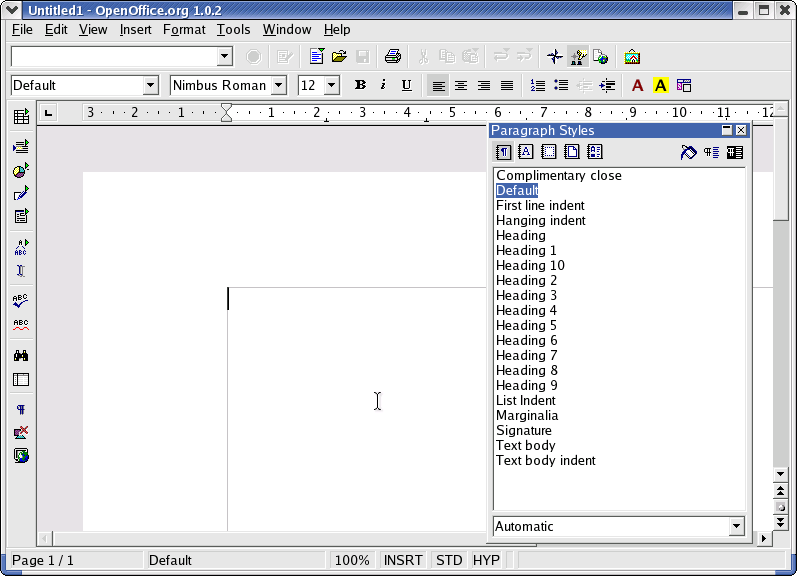 Untitled1 - OpenOffice.org 1.0.2
File Edit View Insert Format Tools Window Help
Default Nimbus Roman 12 B i U A A
3 2 1 1 2 3 4 5 6 7 8 9 10 11 12
Paragraph Styles
Complimentary close
Default
First line indent
Hanging indent
Heading
Heading 1
Heading 10
Heading 2
Heading 3
Heading 4
Heading 5
Heading 6
Heading 7
Heading 8
Heading 9
List Indent
Marginalia
Signature
Text body
Text body indent
Automatic
Page 1 / 1 Default 100% INSRT STD HYP